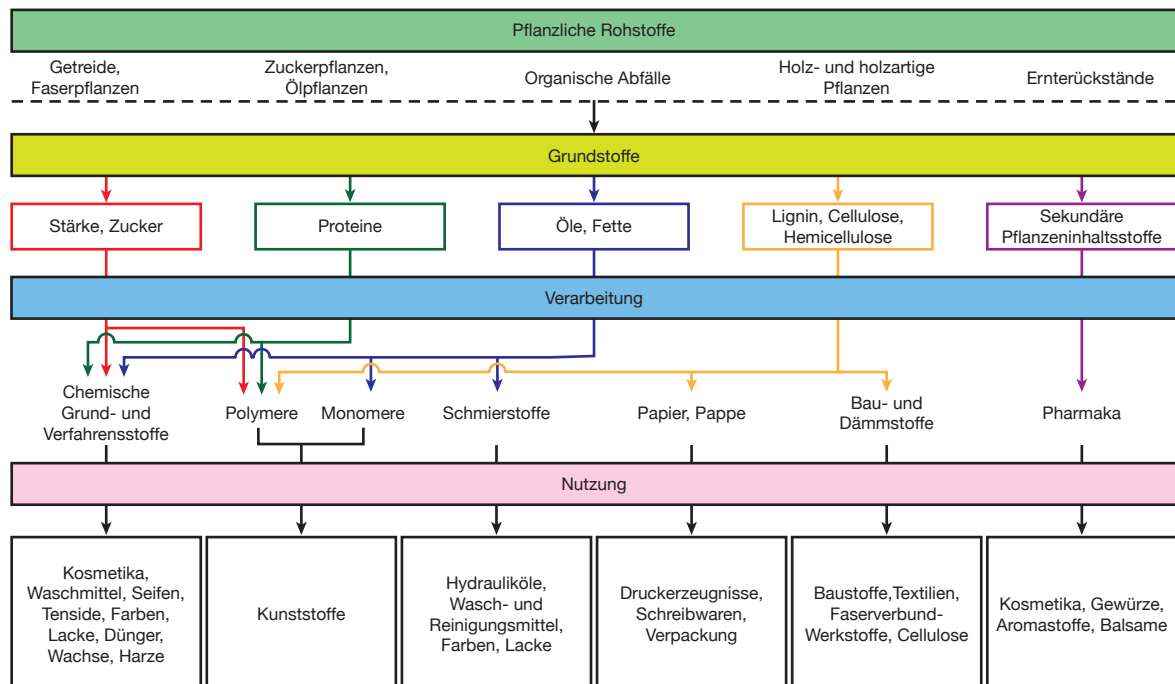 Pflanzliche Rohstoffe
Getreide,
Faserpflanzen
Zuckerpflanzen,
Ölpflanzen
Organische Abfälle
Holz- und holzartige
Pflanzen
Ernterückstände
Grundstoffe
Stärke, Zucker
Proteine
Öle, Fette
Lignin, Cellulose,
Hemicellulose
Sekundäre
Pflanzeninhaltsstoffe
Verarbeitung
Chemische
Grund- und
Verfahrensstoffe
Polymere
Monomere
Schmierstoffe
Papier, Pappe
Bau- und
Dämmstoffe
Pharmaka
Nutzung
Kosmetika,
Waschmittel, Seifen,
Tenside, Farben,
Lacke, Dünger,
Wachse, Harze
Kunststoffe
Hydrauliköle,
Wasch- und
Reinigungsmittel,
Farben, Lacke
Druckerzeugnisse,
Schreibwaren,
Verpackung
Baustoffe,Textilien,
Faserverbund-
Werkstoffe, Cellulose
Kosmetika, Gewürze,
Aromastoffe, Balsame